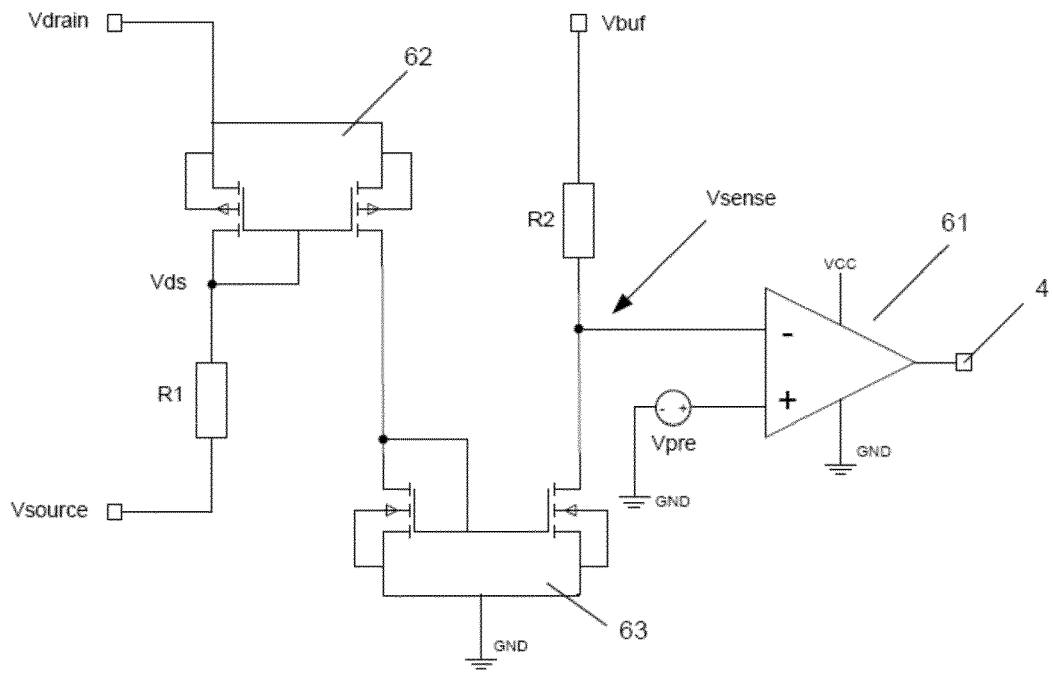 Vdrain
Vbuf
62
Vsense
R2
61
VCC
4
Vds
-
R1
+
- +
Vpre
GND
GND
Vsource
63
GND